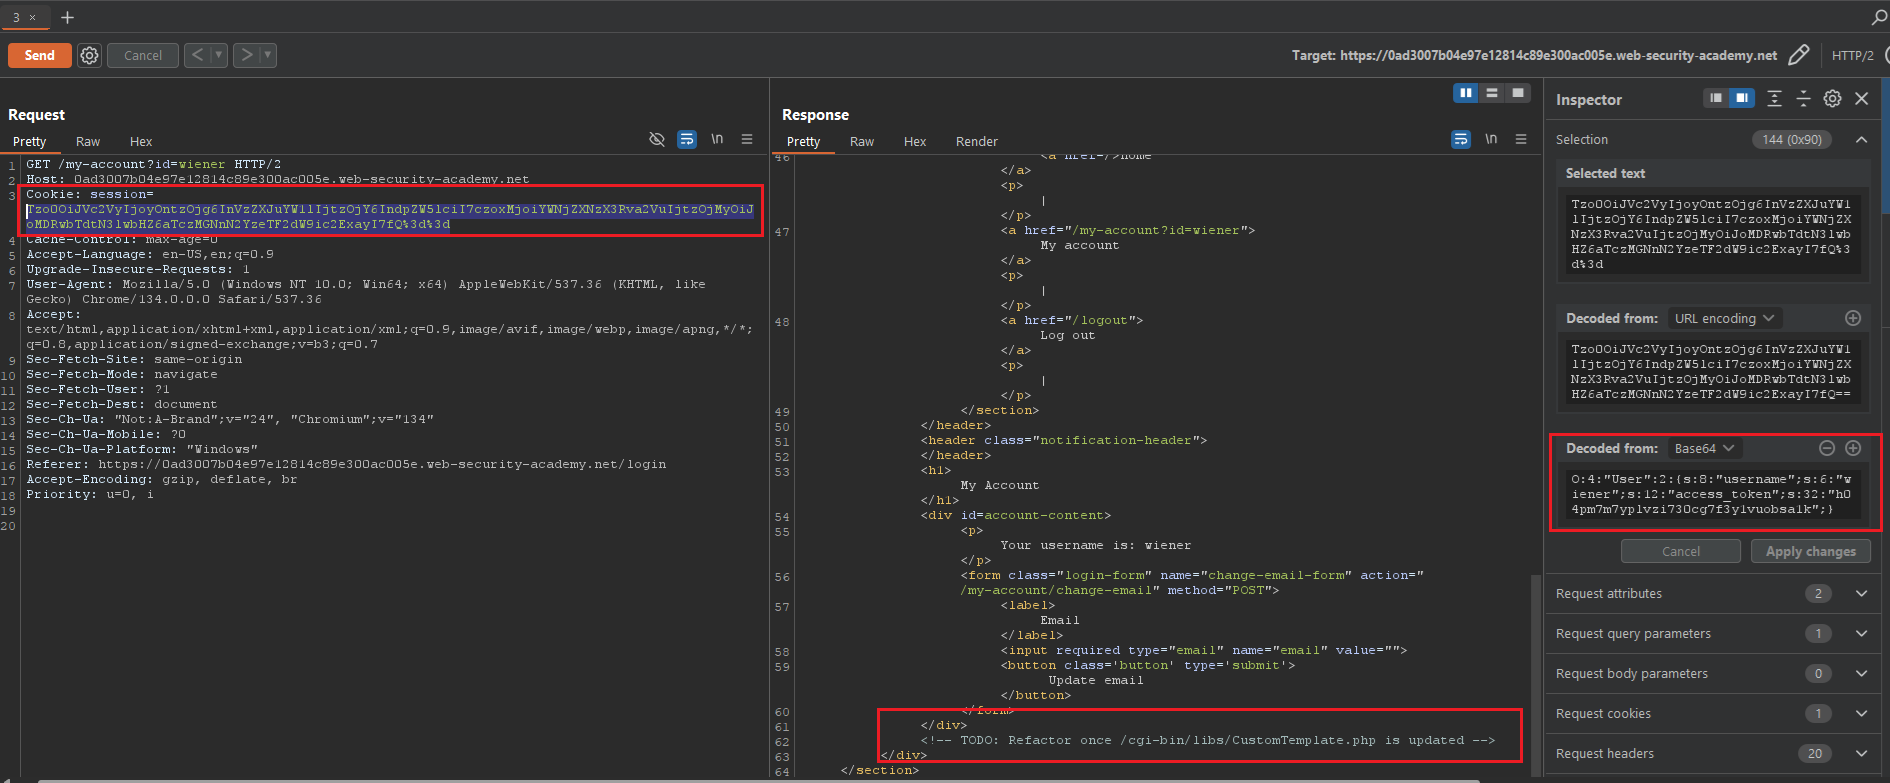 3 × +
Send
Cancel
< >
Target: https://0ad3007b04e97e12814c89e300ac005e.web-security-academy.net
HTTP/2
Request
Pretty Raw Hex
\n
1 GET /my-account?id=wiener HTTP/2
2 Host: 0ad3007b04e97e12814c89e300ac005e.web-security-academy.net
3 Cookie: session=
Tzo0OiJVc2VyIjoyOntzOjg6InVzZXJuYW1lIjtzOjY6IndpZW5lciI7czoxMjoiYWNjZXNzX3Rva2VuIjtzOjMyOiJ
oMDRwbTdtN3lwbHZ6aTczMGNnN2YzeTF2dW9ic2ExayI7fQ%3d%3d
4 Cache-Control: max-age=0
5 Accept-Language: en-US,en;q=0.9
6 Upgrade-Insecure-Requests: 1
7 User-Agent: Mozilla/5.0 (Windows NT 10.0; Win64; x64) AppleWebKit/537.36 (KHTML, like
Gecko) Chrome/134.0.0.0 Safari/537.36
8 Accept:
text/html,application/xhtml+xml,application/xml;q=0.9,image/avif,image/webp,image/apng,*/*;
q=0.8,application/signed-exchange;v=b3;q=0.7
9 Sec-Fetch-Site: same-origin
10 Sec-Fetch-Mode: navigate
11 Sec-Fetch-User: ?1
12 Sec-Fetch-Dest: document
13 Sec-Ch-Ua: "Not:A-Brand";v="24", "Chromium";v="134"
14 Sec-Ch-Ua-Mobile: ?0
15 Sec-Ch-Ua-Platform: "Windows"
16 Referer: https://0ad3007b04e97e12814c89e300ac005e.web-security-academy.net/login
17 Accept-Encoding: gzip, deflate, br
18 Priority: u=0, i
19
20
Response
Pretty Raw Hex Render
\n
46 <a href=/>Home
</a>
<p>
|
</p>
47 <a href="/my-account?id=wiener">
My account
</a>
<p>
|
</p>
48 <a href="/logout">
Log out
</a>
<p>
|
</p>
49 </section>
50 </header>
51 <header class="notification-header">
52 </header>
53 <h1>
My Account
</h1>
54 <div id=account-content>
55 <p>
Your username is: wiener
</p>
56 <form class="login-form" name="change-email-form" action="
/my-account/change-email" method="POST">
57 <label>
Email
</label>
58 <input required type="email" name="email" value="">
59 <button class='button' type='submit'>
Update email
</button>
60 </form>
61 </div>
62 <!-- TODO: Refactor once /cgi-bin/libs/CustomTemplate.php is updated -->
63 </div>
64 </section>
Inspector
Selection 144 (0x90)
Selected text
Tzo0OiJVc2VyIjoyOntzOjg6InVzZXJuYW1
lIjtzOjY6IndpZW5lciI7czoxMjoiYWNjZX
NzX3Rva2VuIjtzOjMyOiJoMDRwbTdtN3lwb
HZ6aTczMGNnN2YzeTF2dW9ic2ExayI7fQ%3
d%3d
Decoded from: URL encoding
Tzo0OiJVc2VyIjoyOntzOjg6InVzZXJuYW1
lIjtzOjY6IndpZW5lciI7czoxMjoiYWNjZX
NzX3Rva2VuIjtzOjMyOiJoMDRwbTdtN3lwb
HZ6aTczMGNnN2YzeTF2dW9ic2ExayI7fQ==
Decoded from: Base64
O:4:"User":2:{s:8:"username";s:6:"w
iener";s:12:"access_token";s:32:"h0
4pm7m7yplvzi730cg7f3y1vuobsa1k";}
Cancel Apply changes
Request attributes 2
Request query parameters 1
Request body parameters 0
Request cookies 1
Request headers 20